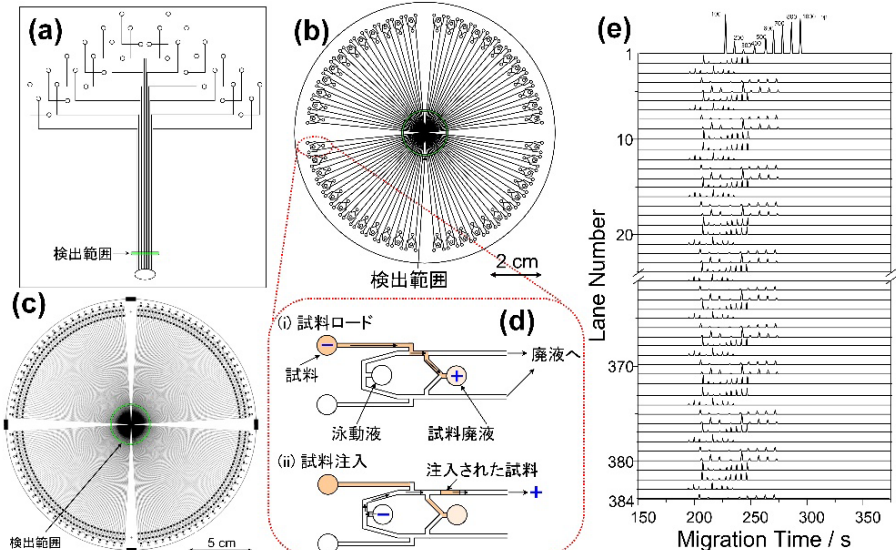 (a)
検出範囲
(b)
検出範囲
2 cm
(c)
検出範囲
5 cm
(d)
(i) 試料ロード
試料
−
+
廃液へ
泳動液
試料廃液
(ii) 試料注入
注入された試料
−
+
(e)
100
200
1000
Lane Number
1
10
20
370
380
384
150
200
250
300
350
Migration Time / s